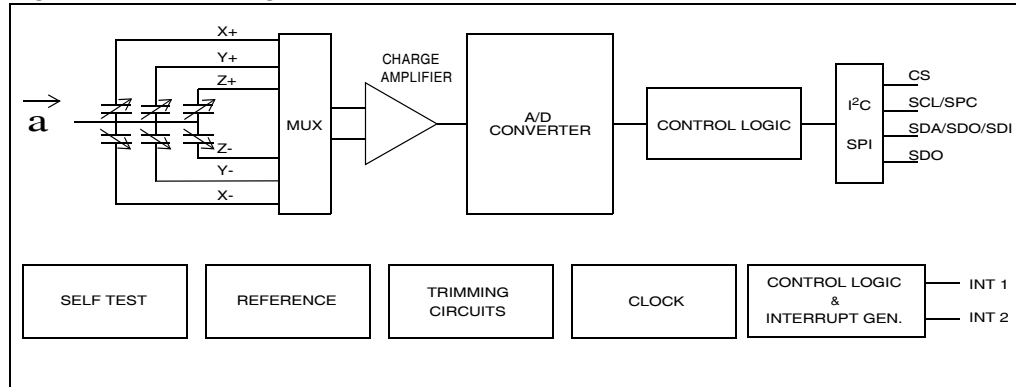 X+
Y+
Z+
CHARGE
AMPLIFIER
a
MUX
A/D
CONVERTER
CONTROL LOGIC
I²C
SPI
CS
SCL/SPC
SDA/SDO/SDI
SDO
Z-
Y-
X-
SELF TEST
REFERENCE
TRIMMING
CIRCUITS
CLOCK
CONTROL LOGIC
&
INTERRUPT GEN.
INT 1
INT 2